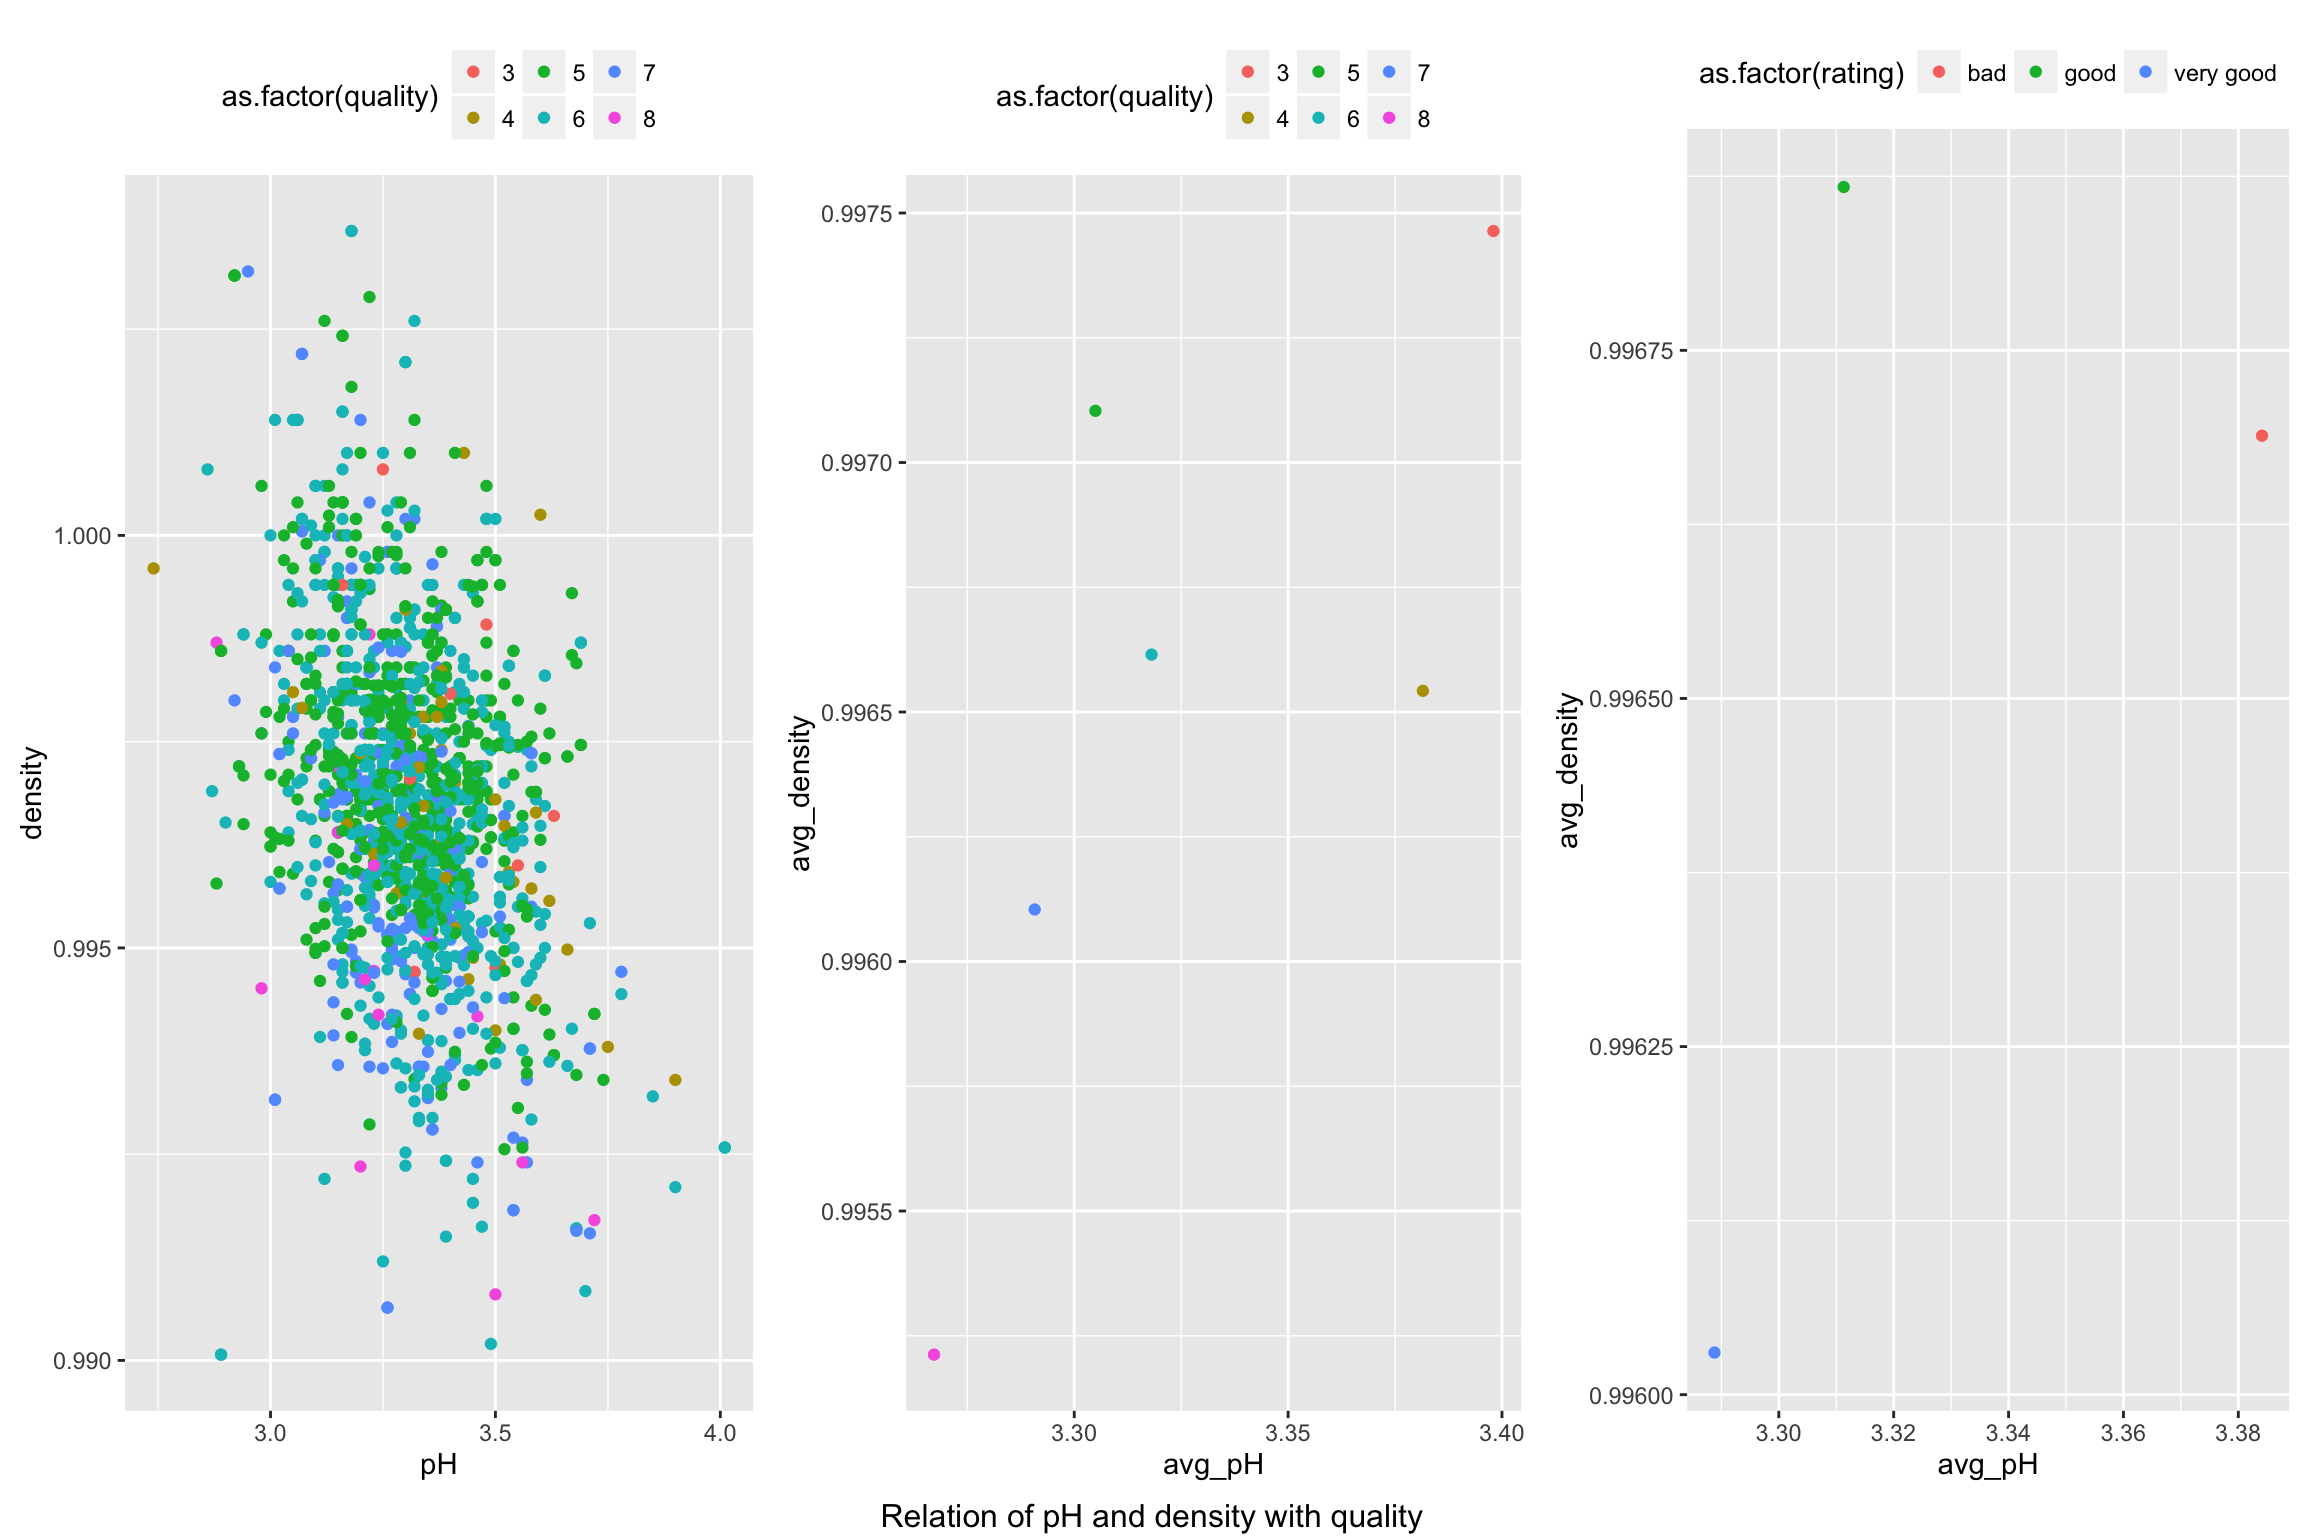 as.factor(quality) 3 5 7
4 6 8
density
1.000
0.995
0.990
3.0 3.5 4.0
pH
as.factor(quality) 3 5 7
4 6 8
avg_density
0.9975
0.9970
0.9965
0.9960
0.9955
3.30 3.35 3.40
avg_pH
as.factor(rating) bad good very good
avg_density
0.99675
0.99650
0.99625
0.99600
3.30 3.32 3.34 3.36 3.38
avg_pH
Relation of pH and density with quality